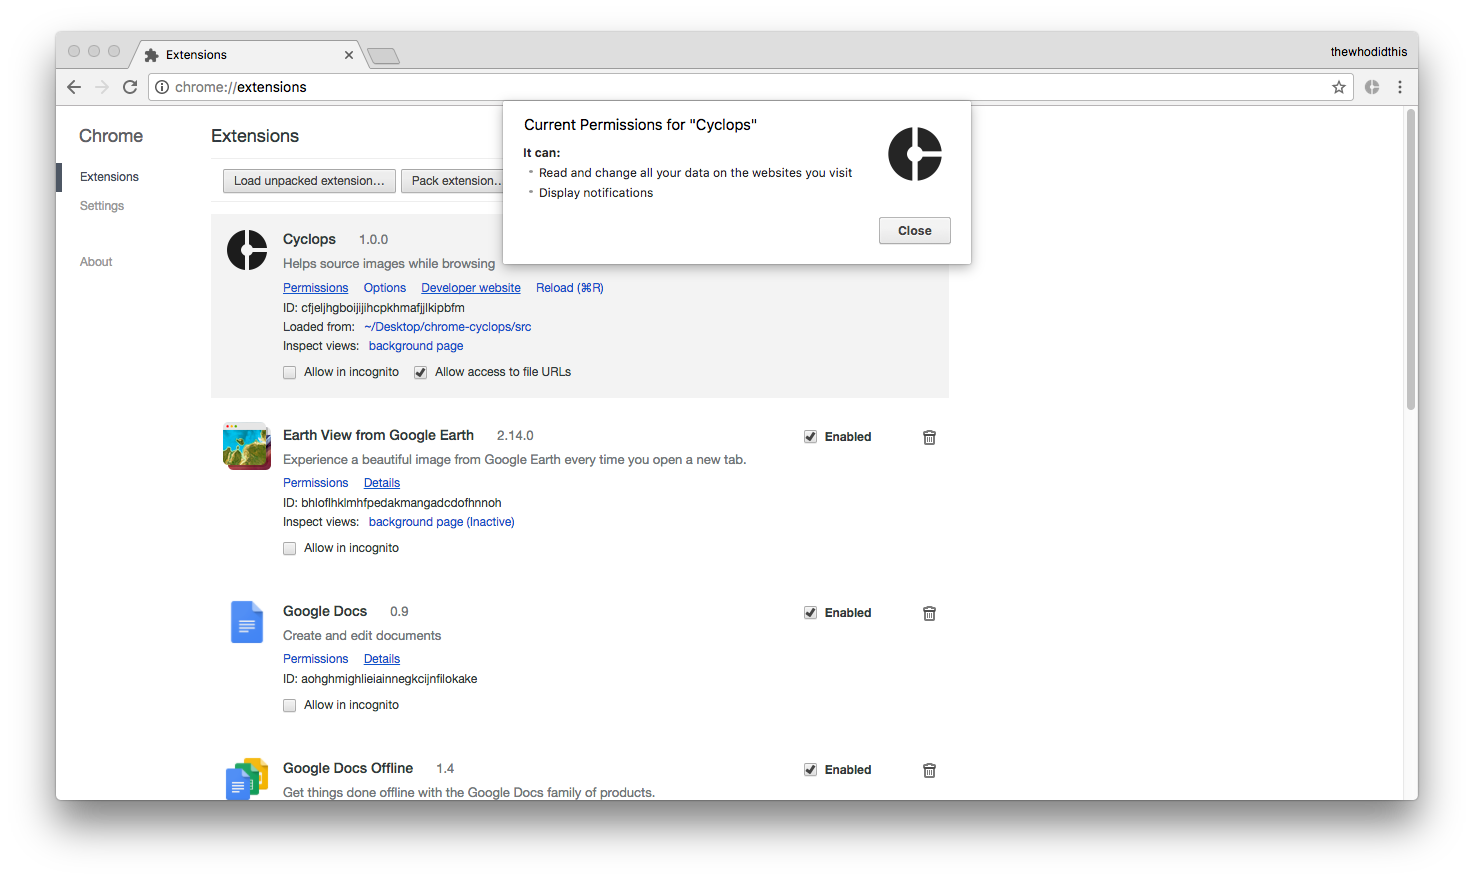 Extensions
thewhodidthis
chrome://extensions
Chrome
Extensions
Settings
About
Extensions
Load unpacked extension...
Pack extension...
Current Permissions for "Cyclops"
It can:
Read and change all your data on the websites you visit
Display notifications
Close
Cyclops 1.0.0
Helps source images while browsing
Permissions Options Developer website Reload (⌘R)
ID: cfjeljhgboijijihcpkhmafjjlkipbfm
Loaded from: ~/Desktop/chrome-cyclops/src
Inspect views: background page
Allow in incognito Allow access to file URLs
Earth View from Google Earth 2.14.0 Enabled
Experience a beautiful image from Google Earth every time you open a new tab.
Permissions Details
ID: bhloflhklmhfpedakmangadcdofhnnoh
Inspect views: background page (Inactive)
Allow in incognito
Google Docs 0.9 Enabled
Create and edit documents
Permissions Details
ID: aohghmighlieiainnegkcijnfilokake
Allow in incognito
Google Docs Offline 1.4 Enabled
Get things done offline with the Google Docs family of products.